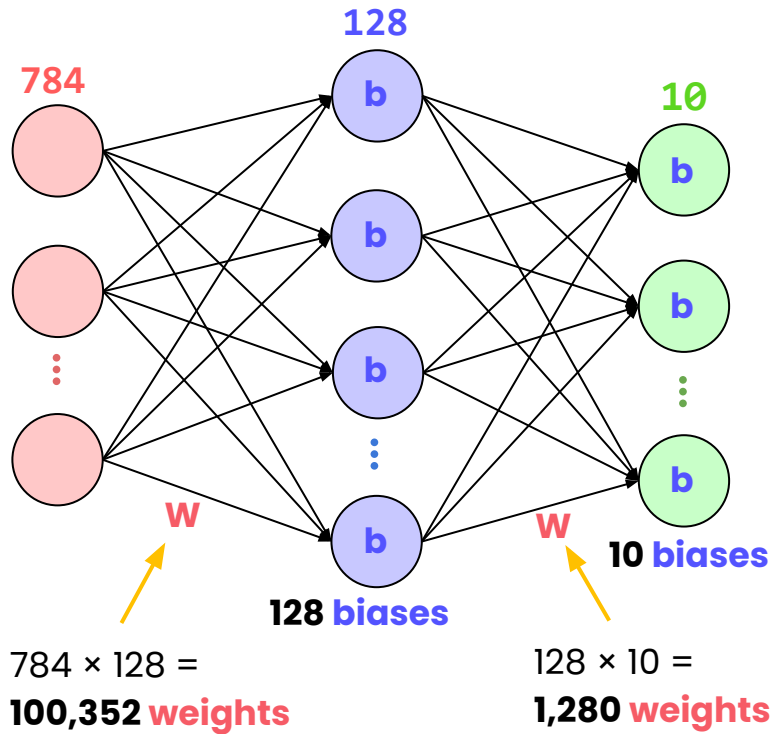 128
784
10
b
b
b
b
b
b
b
W
W
10 biases
128 biases
784 × 128 =
100,352 weights
128 × 10 =
1,280 weights